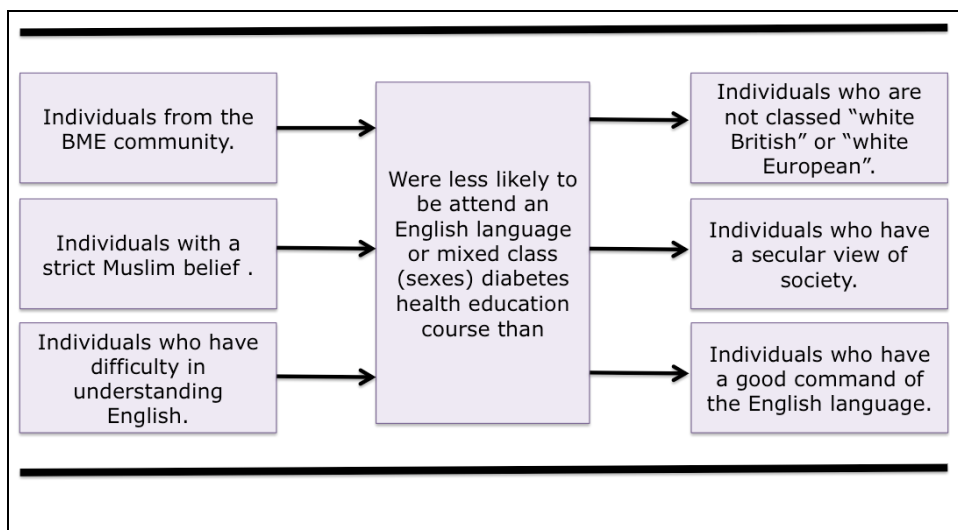 Individuals from the
BME community.
Individuals with a
strict Muslim belief .
Individuals who have
difficulty in
understanding
English.
Were less likely to
be attend an
English language
or mixed class
(sexes) diabetes
health education
course than
Individuals who are
not classed “white
British” or “white
European”.
Individuals who have
a secular view of
society.
Individuals who have
a good command of
the English language.